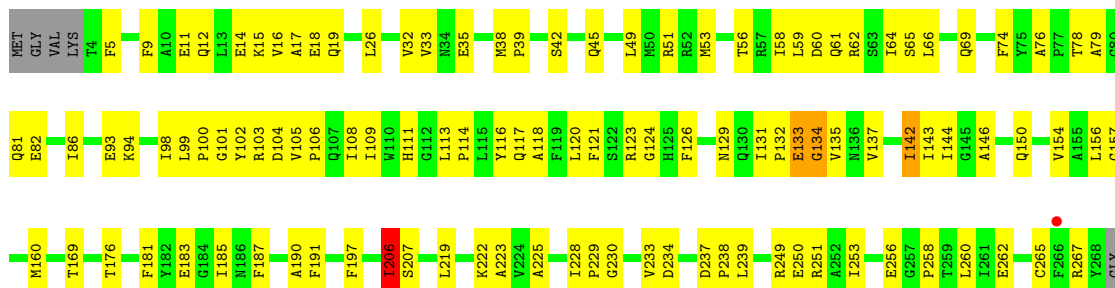 MET GLY VAL LYS T4 F5 F9 A10 E11 Q12 L13 E14 K15 V16 A17 E18 Q19 L26 V32 V33 N34 E35 M38 P39 S42 Q45 L49 M50 R51 R52 M53 T56 R57 I58 L59 D60 Q61 R62 S63 I64 S65 L66 Q69 F74 Y75 A76 P77 T78 A79 G80
Q81 E82 I86 E93 K94 I98 L99 P100 G101 Y102 R103 D104 V105 P106 Q107 I108 I109 W110 H111 G112 L113 P114 L115 Y116 Q117 A118 F119 L120 F121 S122 R123 G124 H125 F126 N129 Q130 I131 P132 E133 G134 V135 N136 V137 I142 I143 I144 G145 A146 Q150 V154 A155 L156 G157
M160 T169 T176 F181 Y182 E183 G184 I185 N186 F187 A190 F191 F197 I206 S207 L219 K222 A223 V224 A225 I228 P229 G230 V233 D234 D237 P238 L239 R249 E250 R251 A252 I253 E256 G257 P258 T259 L260 I261 E262 C265 F266 R267 Y268 GLY